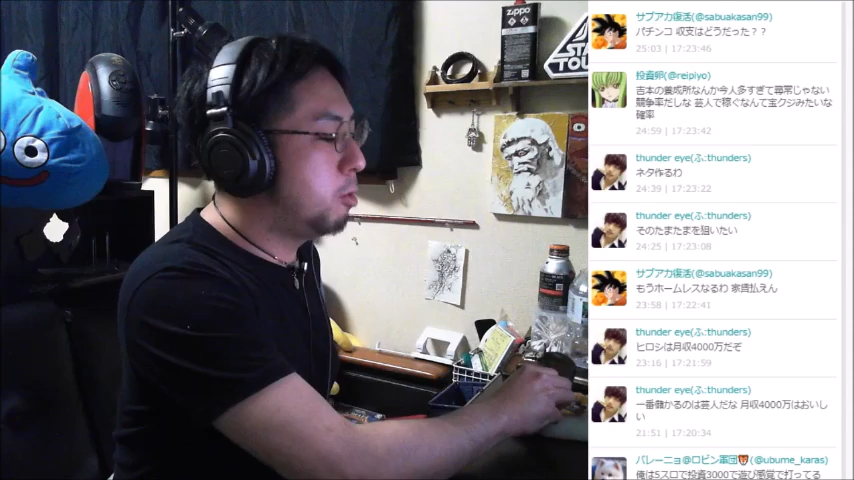 zippo
STA
TOU
サブアカ復活(@sabuakasan99)
パチンコ 収支はどうだった？？
25:03 | 17:23:46
投資卵(@reipiyo)
吉本の養成所なんか今人多すぎて尋常じゃない
競争率だしな 芸人で稼ぐなんて宝クジみたいな
確率
24:59 | 17:23:42
thunder eye(ふ:thunders)
ネタ作るわ
24:39 | 17:23:22
thunder eye(ふ:thunders)
そのたまたまを狙いたい
24:25 | 17:23:08
サブアカ復活(@sabuakasan99)
もうホームレスなるわ 家賃払えん
23:58 | 17:22:41
thunder eye(ふ:thunders)
ヒロシは月収4000万だぞ
23:16 | 17:21:59
thunder eye(ふ:thunders)
一番儲かるのは芸人だな 月収4000万はおいし
い
21:51 | 17:20:34
バレーニョ@ロビン軍団🐯(@ubume_karas)
俺は5スロで投資3000で遊び感覚で打ってる